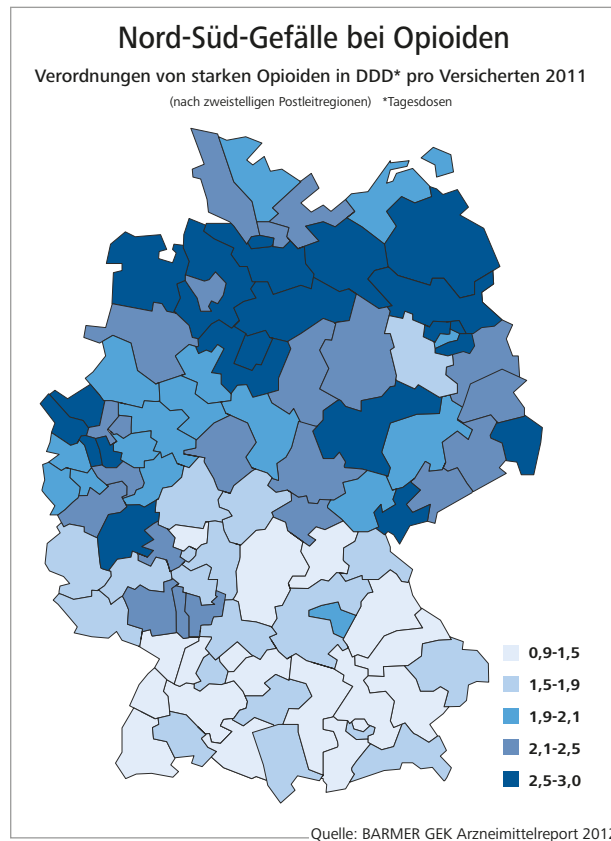 Nord-Süd-Gefälle bei Opioiden
Verordnungen von starken Opioiden in DDD* pro Versicherten 2011
(nach zweistelligen Postleitregionen) *Tagesdosen
0,9-1,5
1,5-1,9
1,9-2,1
2,1-2,5
2,5-3,0
Quelle: BARMER GEK Arzneimittelreport 2012